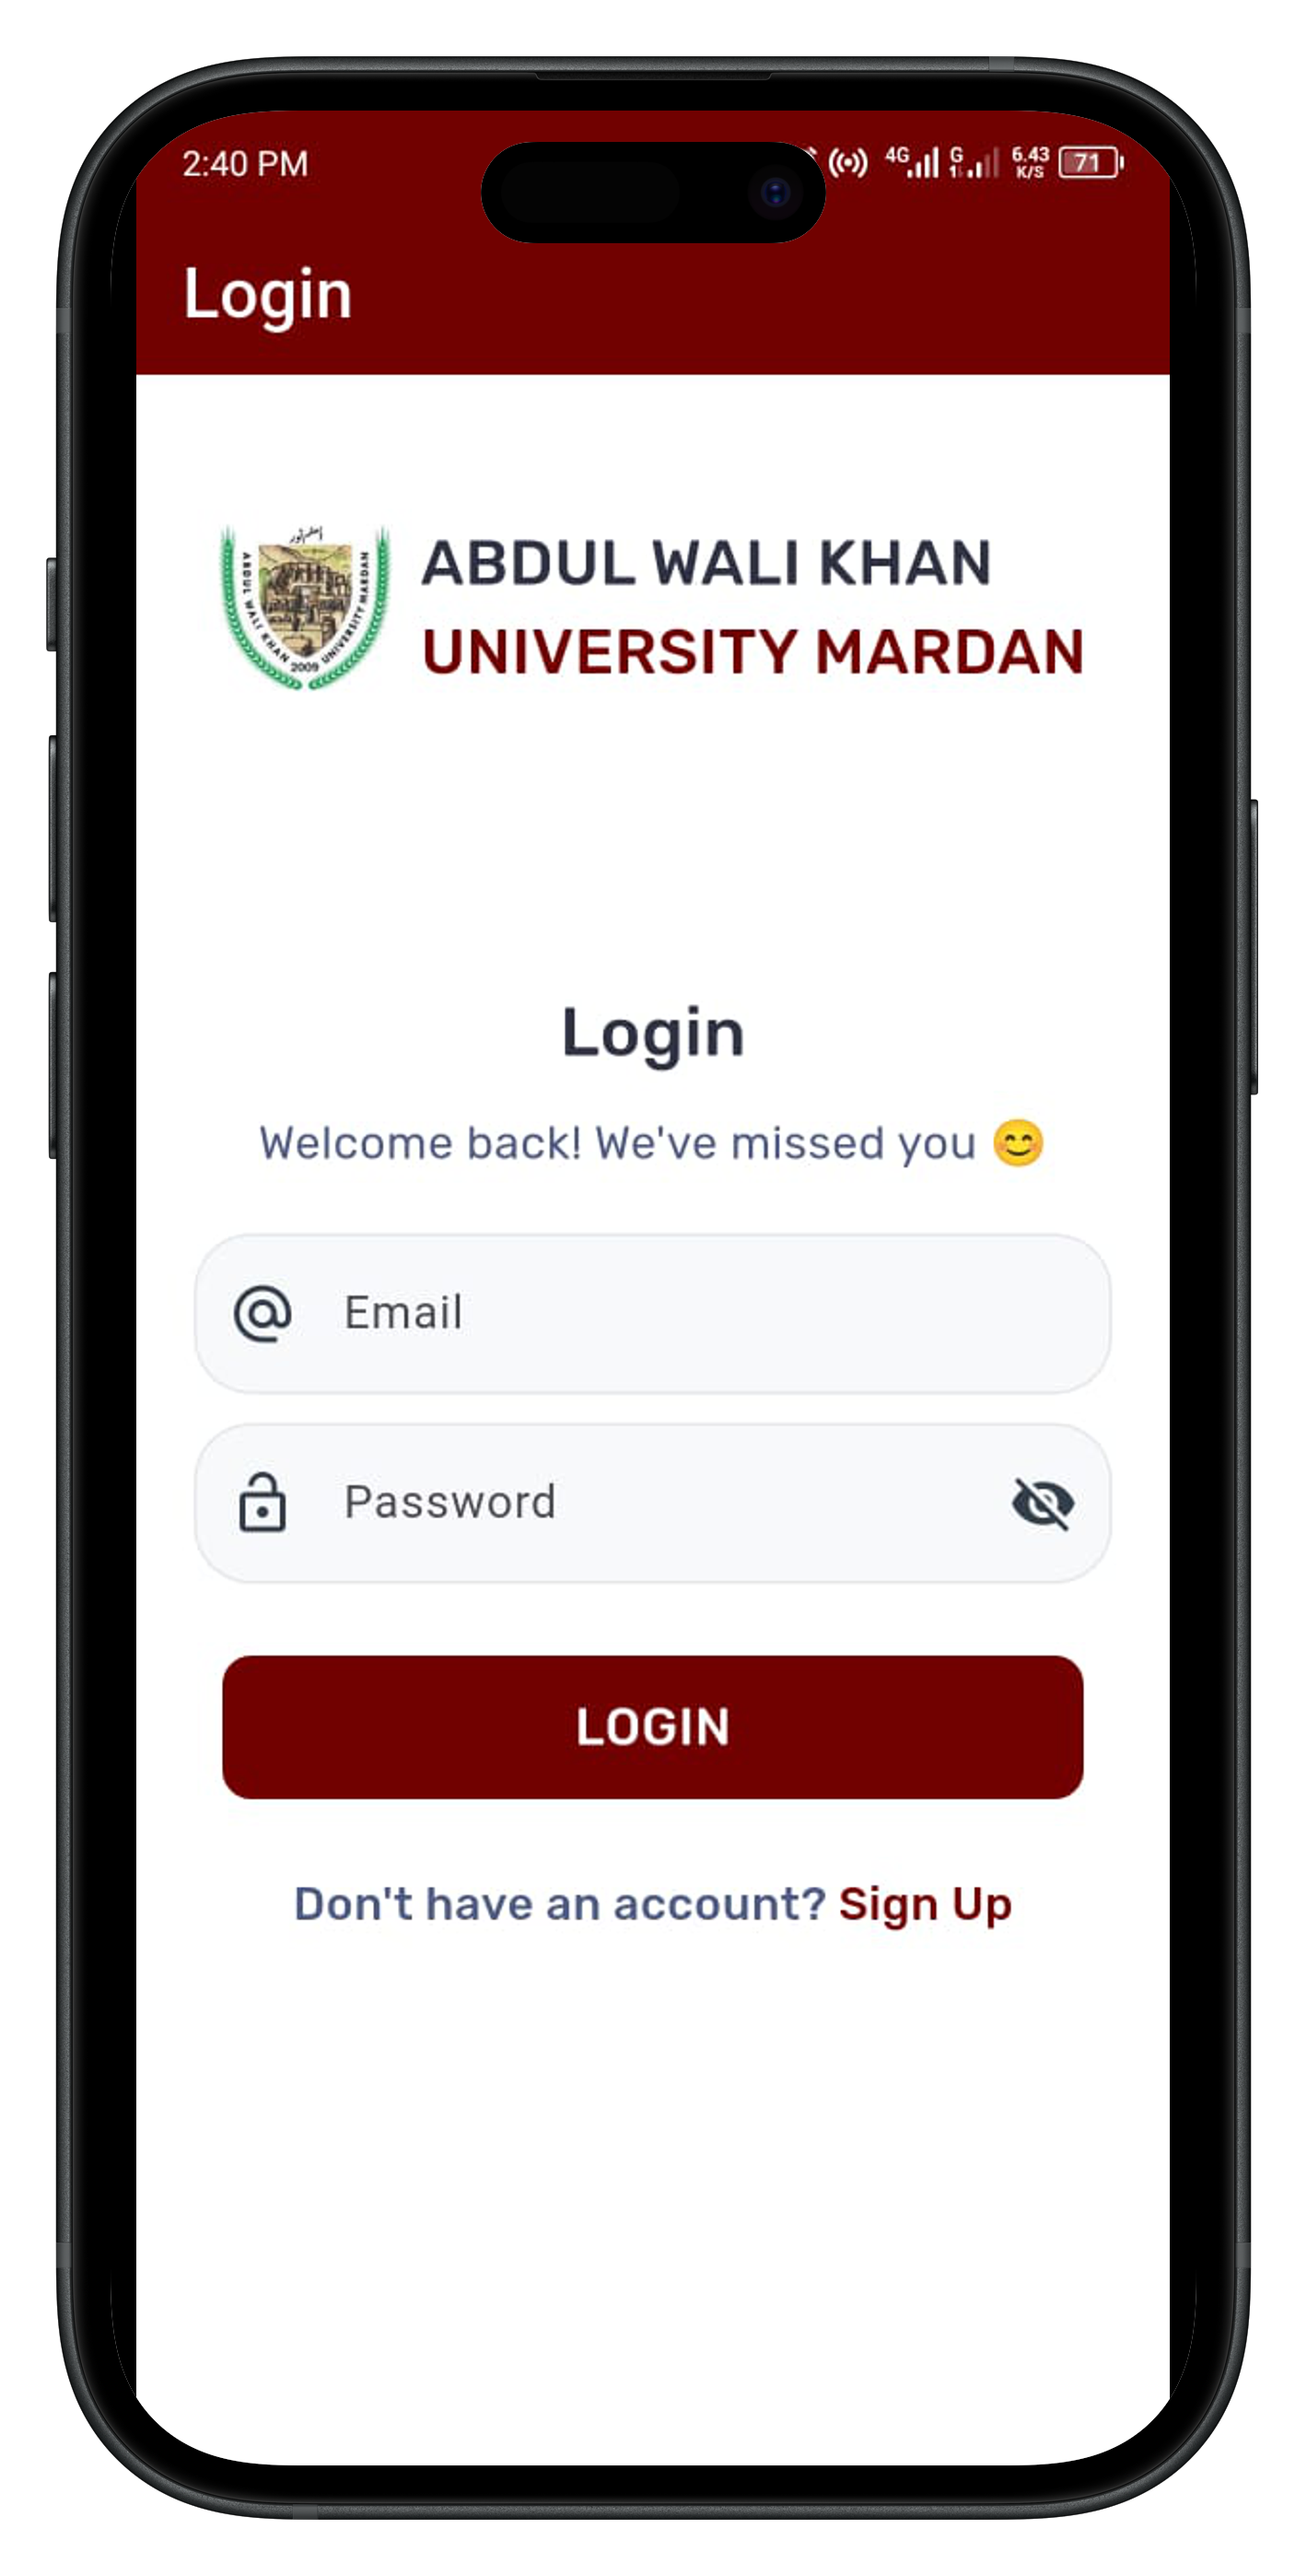 2:40 PM 4G G 6.43 K/S 71
Login
ABDUL WALI KHAN
UNIVERSITY MARDAN
ABDUL WALI KHAN 2009 UNIVERSITY MARDAN
Login
Welcome back! We've missed you 😊
Email
Password
LOGIN
Don't have an account? Sign Up